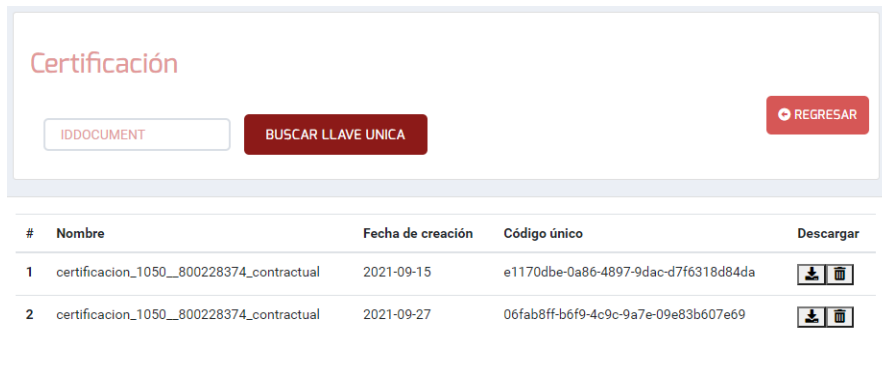 Certificación
REGRESAR
IDDOCUMENT BUSCAR LLAVE UNICA
# Nombre Fecha de creación Código único Descargar
1 certificacion_1050__800228374_contractual 2021-09-15 e1170dbe-0a86-4897-9dac-d7f6318d84da
2 certificacion_1050__800228374_contractual 2021-09-27 06fab8ff-b6f9-4c9c-9a7e-09e83b607e69